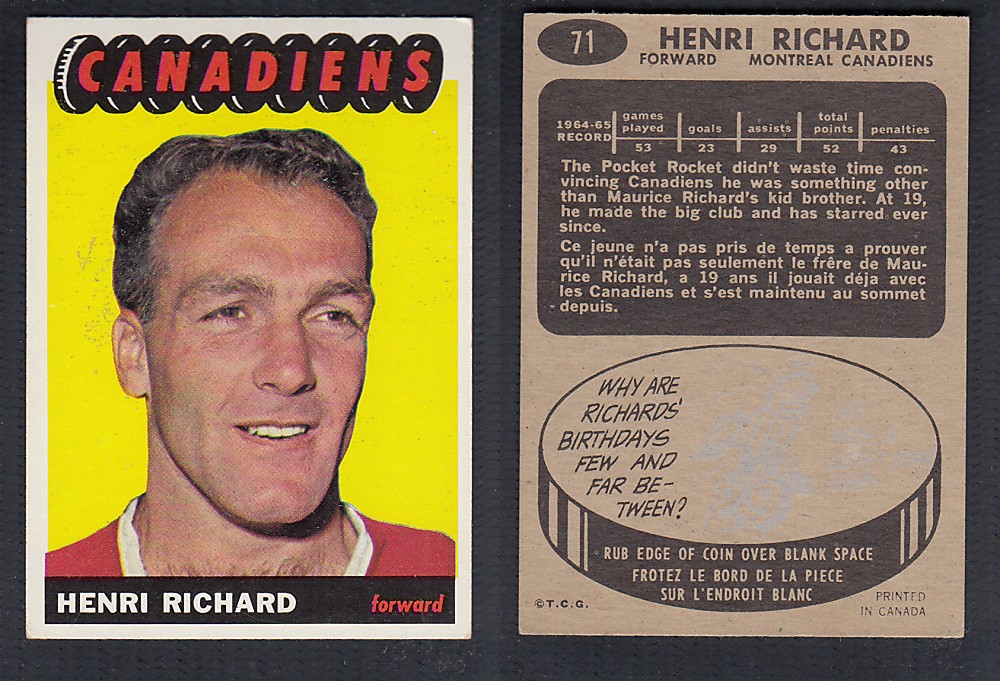 CANADIENS
HENRI RICHARD forward
71 HENRI RICHARD
FORWARD MONTREAL CANADIENS
1964-65 RECORD games played goals assists total points penalties
53 23 29 52 43
The Pocket Rocket didn't waste time con-
vincing Canadiens he was something other
than Maurice Richard's kid brother. At 19,
he made the big club and has starred ever
since.
Ce jeune n'a pas pris de temps a prouver
qu'il n'était pas seulement le frêre de Mau-
rice Richard, a 19 ans il jouait déja avec
les Canadiens et s'est maintenu au sommet
depuis.
WHY ARE
RICHARDS'
BIRTHDAYS
FEW AND
FAR BE-
TWEEN?
RUB EDGE OF COIN OVER BLANK SPACE
FROTEZ LE BORD DE LA PIECE
SUR L'ENDROIT BLANC
©T.C.G.
PRINTED
IN CANADA